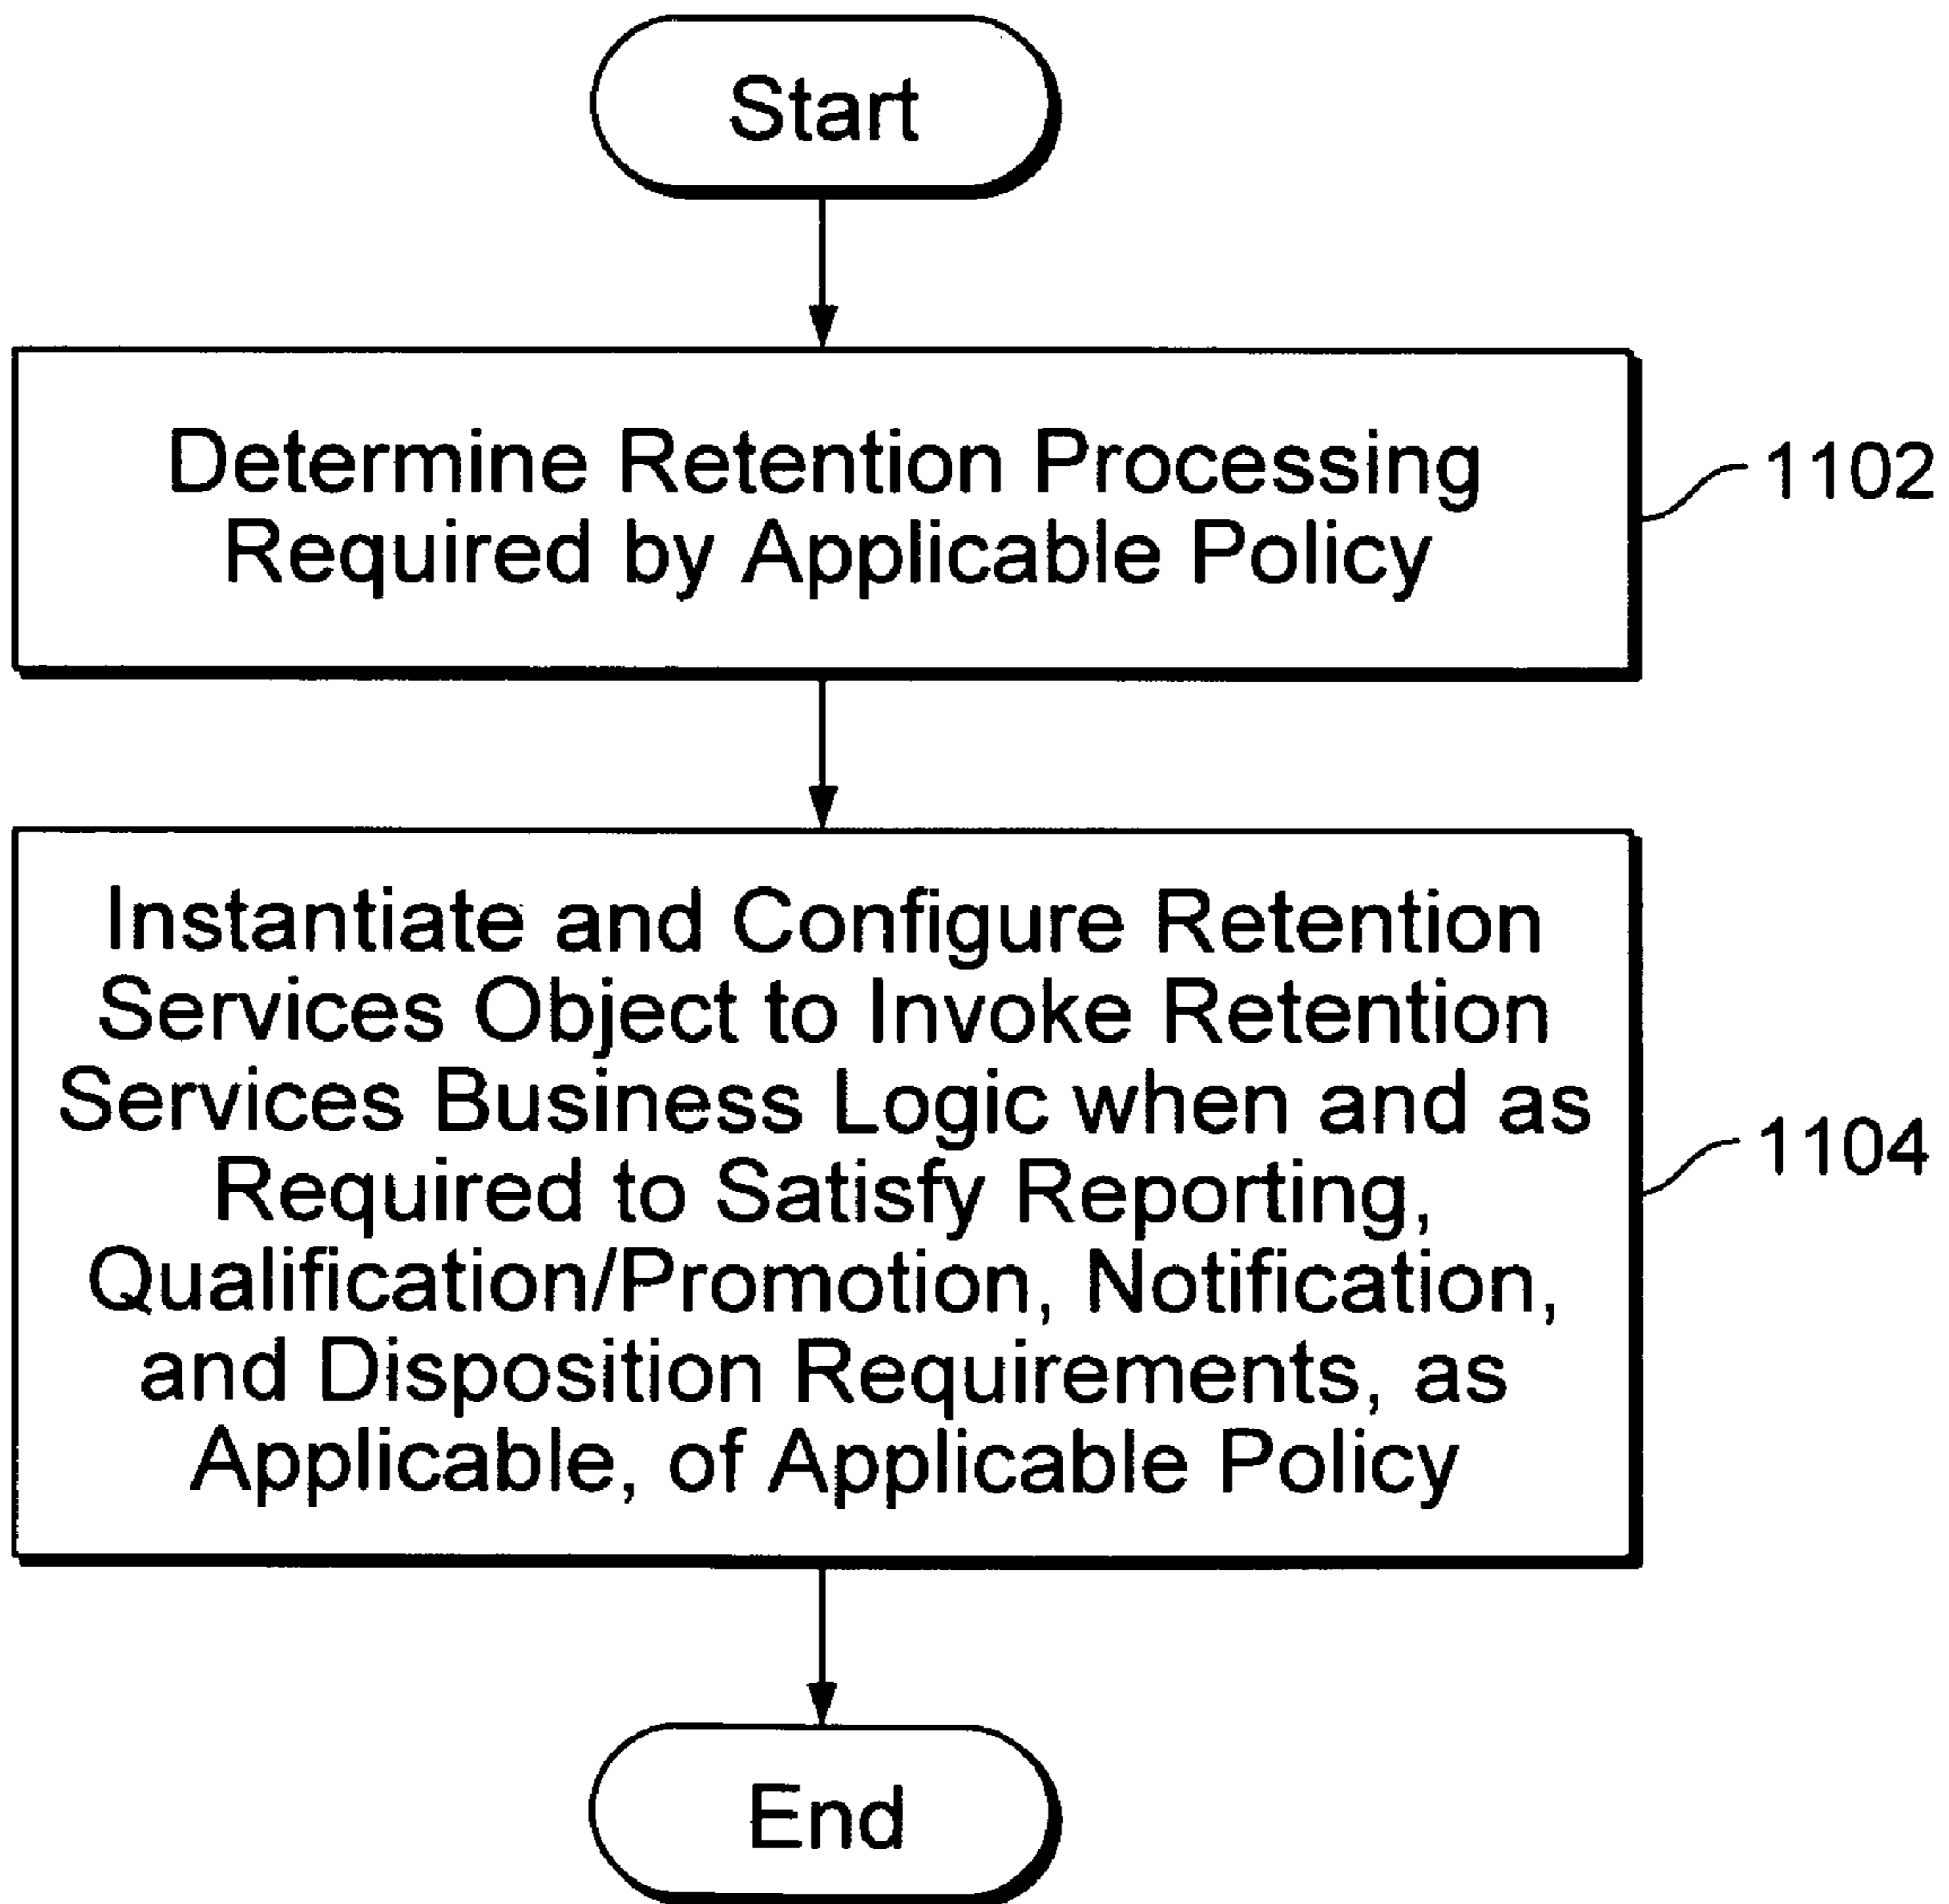 Start
Determine Retention Processing
Required by Applicable Policy
1102
Instantiate and Configure Retention
Services Object to Invoke Retention
Services Business Logic when and as
Required to Satisfy Reporting,
Qualification/Promotion, Notification,
and Disposition Requirements, as
Applicable, of Applicable Policy
1104
End